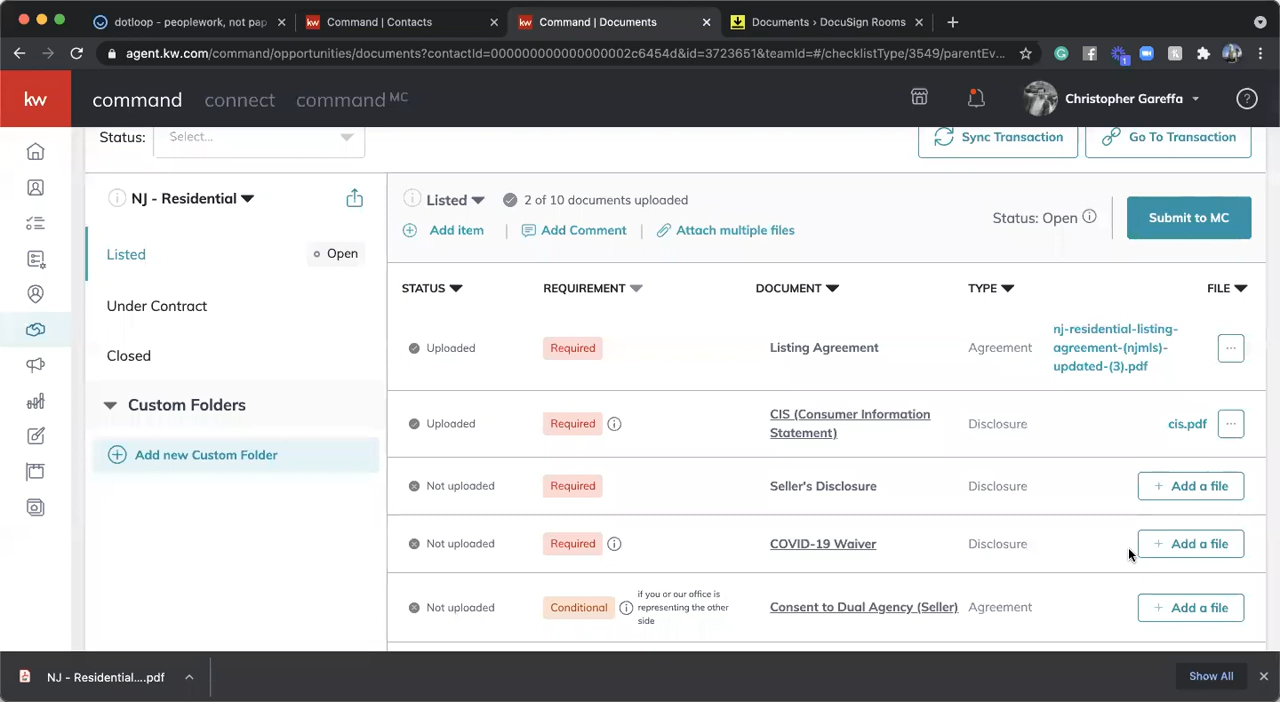 dotloop - peoplework, not pap
Command | Contacts
Command | Documents
Documents › DocuSign Rooms
agent.kw.com/command/opportunities/documents?contactId=0000000000000000002c6454d&id=3723651&teamId=#/checklistType/3549/parentEv...
1
kw command connect command MC
Christopher Gareffa
Status: Select...
Sync Transaction
Go To Transaction
NJ - Residential
Listed Open
Under Contract
Closed
Custom Folders
Add new Custom Folder
Listed 2 of 10 documents uploaded
Add item | Add Comment | Attach multiple files
Status: Open
Submit to MC
STATUS REQUIREMENT DOCUMENT TYPE FILE
Uploaded Required Listing Agreement Agreement
nj-residential-listing-
agreement-(njmls)-
updated-(3).pdf
...
Uploaded Required
CIS (Consumer Information
Statement)
Disclosure cis.pdf ...
Not uploaded Required Seller's Disclosure Disclosure + Add a file
Not uploaded Required COVID-19 Waiver Disclosure + Add a file
Not uploaded Conditional
if you or our office is
representing the other
side
Consent to Dual Agency (Seller) Agreement + Add a file
NJ - Residential....pdf
Show All